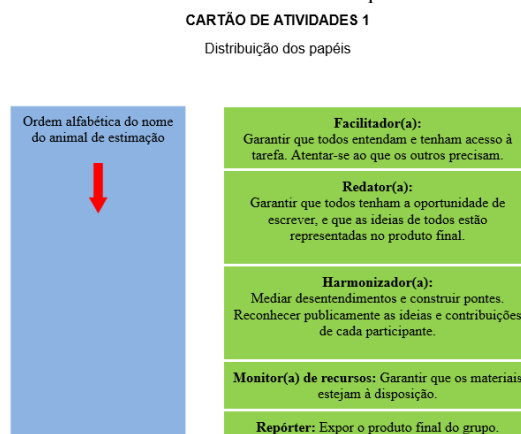 CARTÃO DE ATIVIDADES 1
Distribuição dos papéis
Ordem alfabética do nome
do animal de estimação
Facilitador(a):
Garantir que todos entendam e tenham acesso à
tarefa. Atentar-se ao que os outros precisam.
Redator(a):
Garantir que todos tenham a oportunidade de
escrever, e que as ideias de todos estão
representadas no produto final.
Harmonizador(a):
Mediar desentendimentos e construir pontes.
Reconhecer publicamente as ideias e contribuições
de cada participante.
Monitor(a) de recursos: Garantir que os materiais
estejam à disposição.
Repórter: Expor o produto final do grupo.